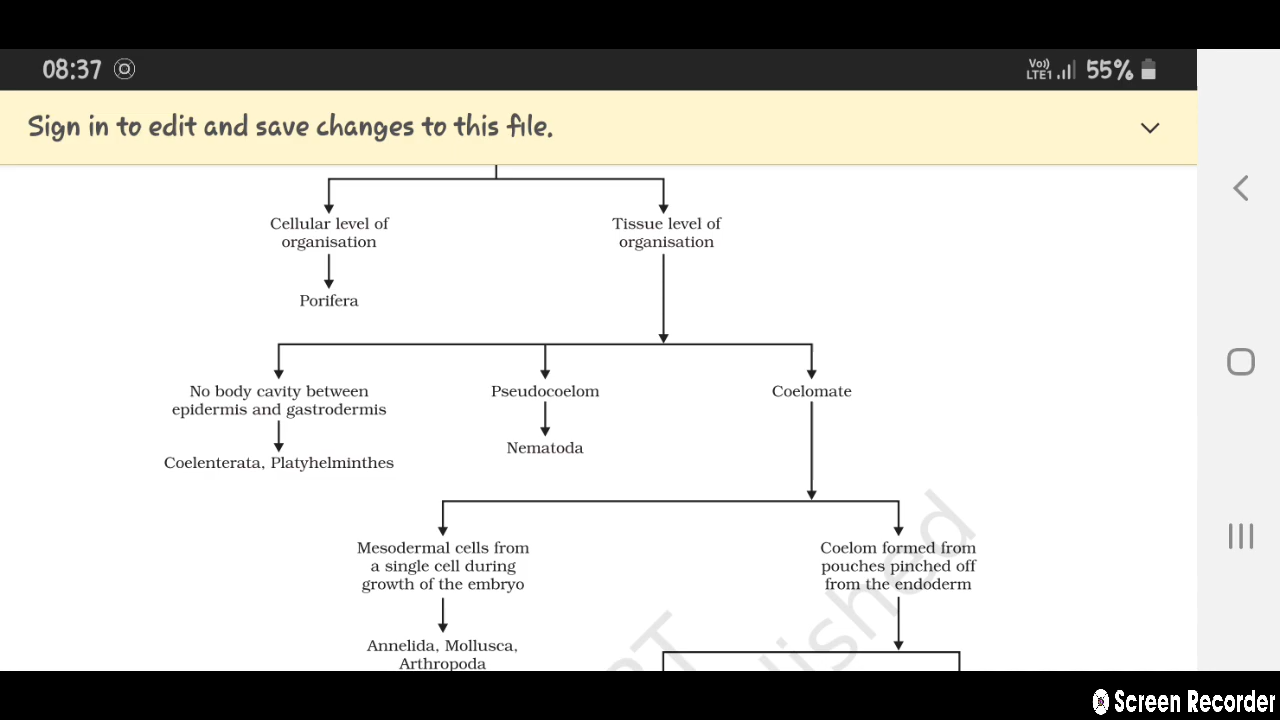 08:37
Vo))
LTE1
55%
Sign in to edit and save changes to this file.
Cellular level of
organisation
Tissue level of
organisation
Porifera
No body cavity between
epidermis and gastrodermis
Pseudocoelom
Coelomate
Nematoda
Coelenterata, Platyhelminthes
Mesodermal cells from
a single cell during
growth of the embryo
Coelom formed from
pouches pinched off
from the endoderm
Annelida, Mollusca,
Arthropoda
Screen Recorder